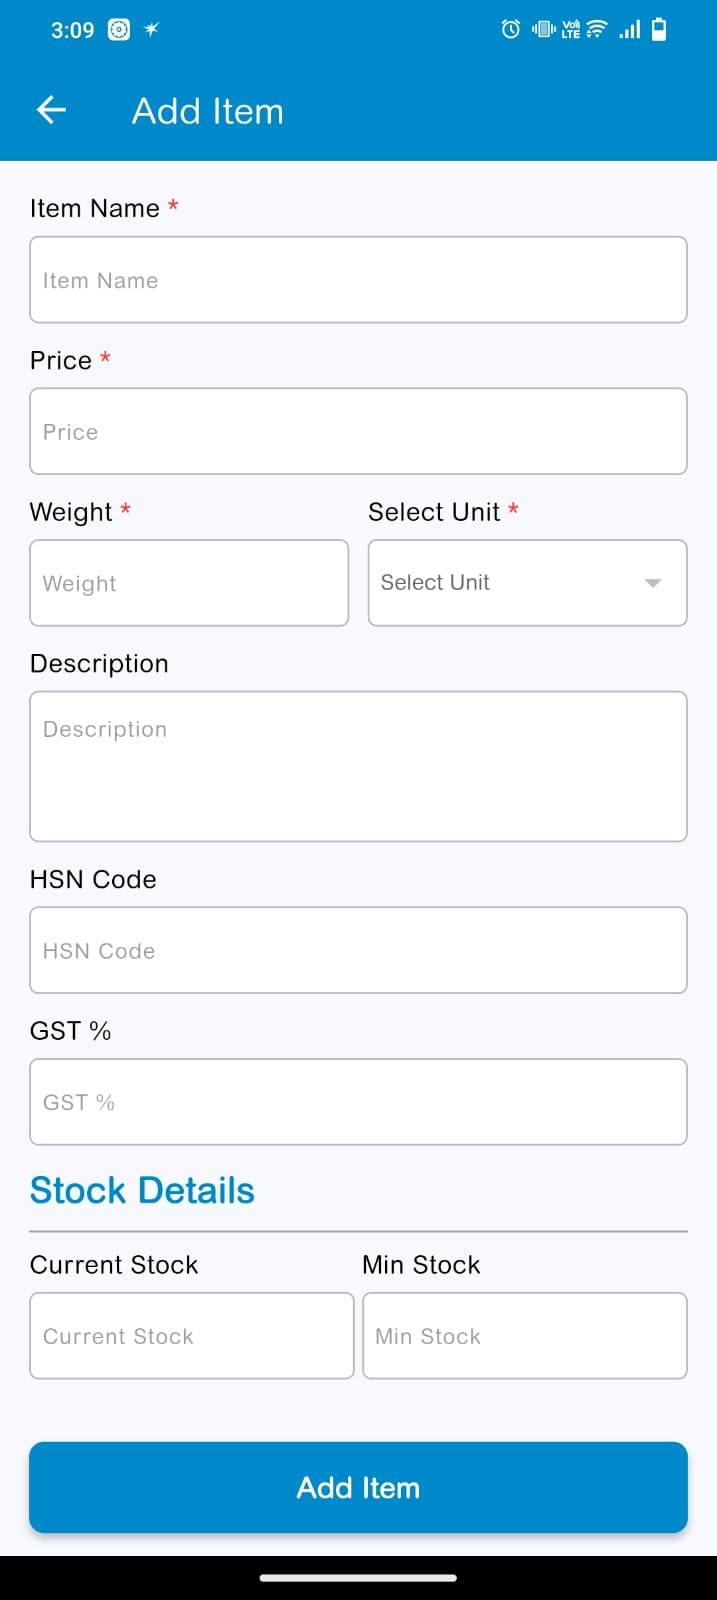 3:09 Vo) LTE
Add Item
Item Name *
Item Name
Price *
Price
Weight * Select Unit *
Weight Select Unit
Description
Description
HSN Code
HSN Code
GST %
GST %
Stock Details
Current Stock Min Stock
Current Stock Min Stock
Add Item